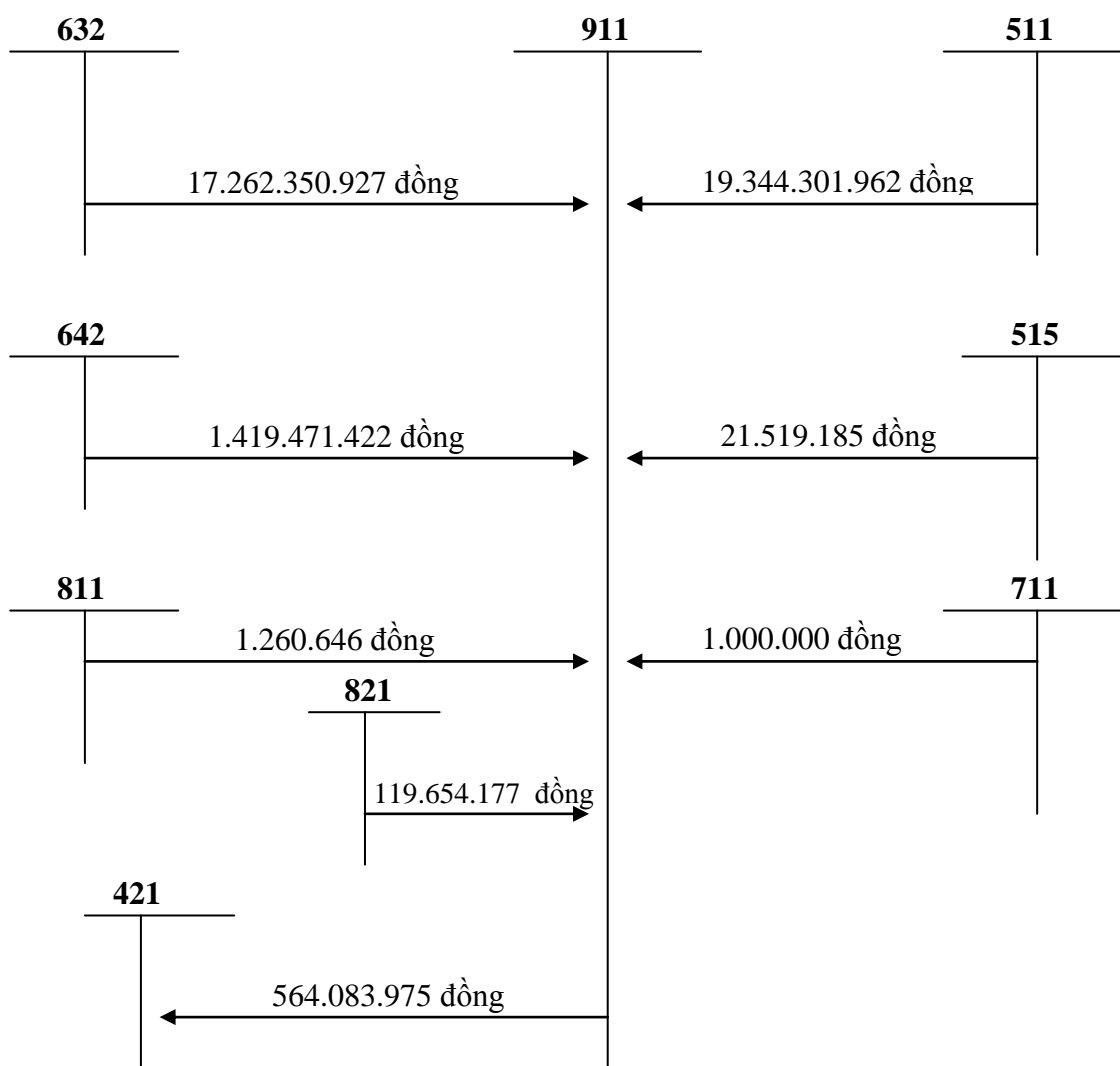 632 911 511
17.262.350.927 đồng 19.344.301.962 đồng
642 515
1.419.471.422 đồng 21.519.185 đồng
811 711
1.260.646 đồng 1.000.000 đồng
821
119.654.177 đồng
421
564.083.975 đồng